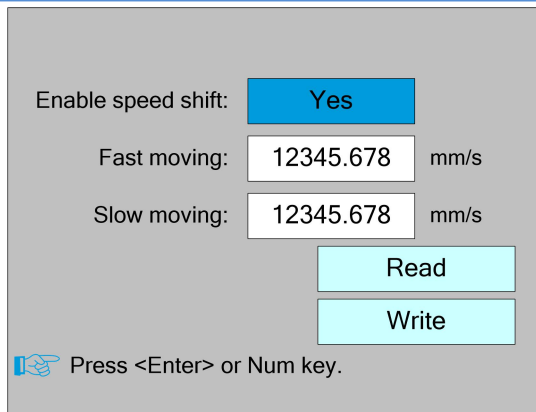 Enable speed shift: Yes
Fast moving: 12345.678 mm/s
Slow moving: 12345.678 mm/s
Read
Write
Press <Enter> or Num key.